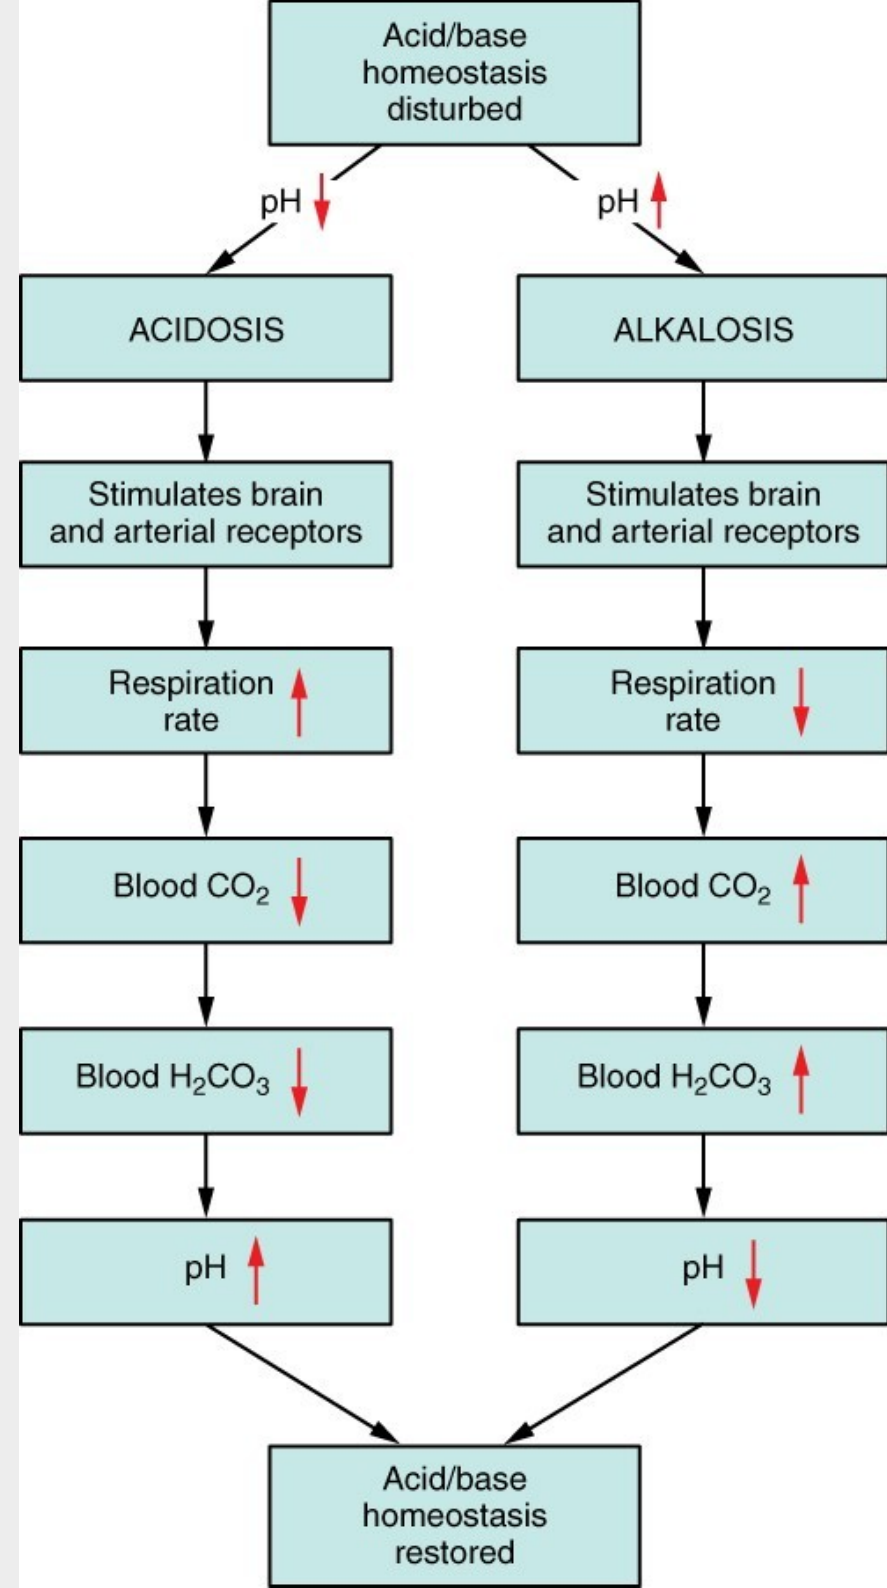 Acid/base
homeostasis
disturbed
pH ↓
pH ↑
ACIDOSIS
ALKALOSIS
Stimulates brain
and arterial receptors
Stimulates brain
and arterial receptors
Respiration
rate ↑
Respiration
rate ↓
Blood CO₂ ↓
Blood CO₂ ↑
Blood H₂CO₃ ↓
Blood H₂CO₃ ↑
pH ↑
pH ↓
Acid/base
homeostasis
restored